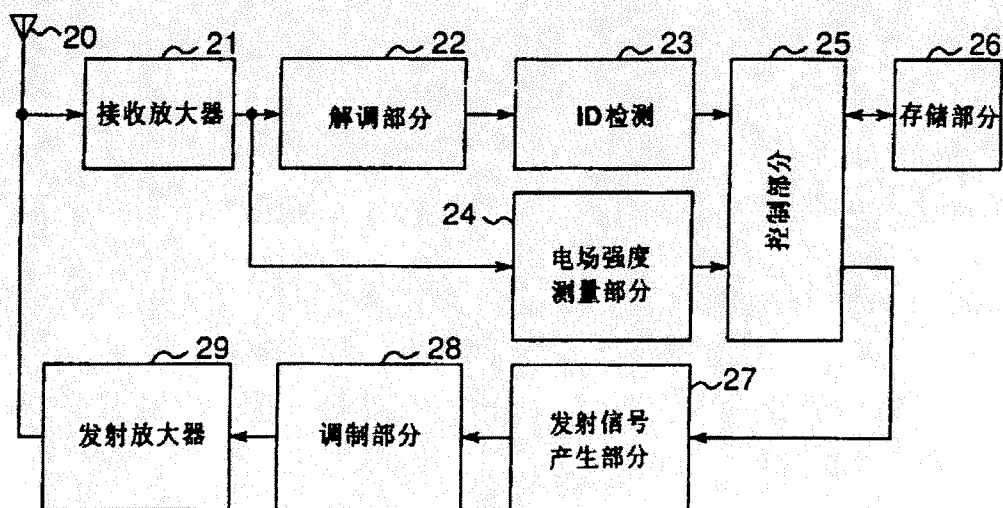 20
21
22
23
25
26
接收放大器
解调部分
ID检测
控制部分
存储部分
24
电场强度
测量部分
29
28
27
发射放大器
调制部分
发射信号
产生部分